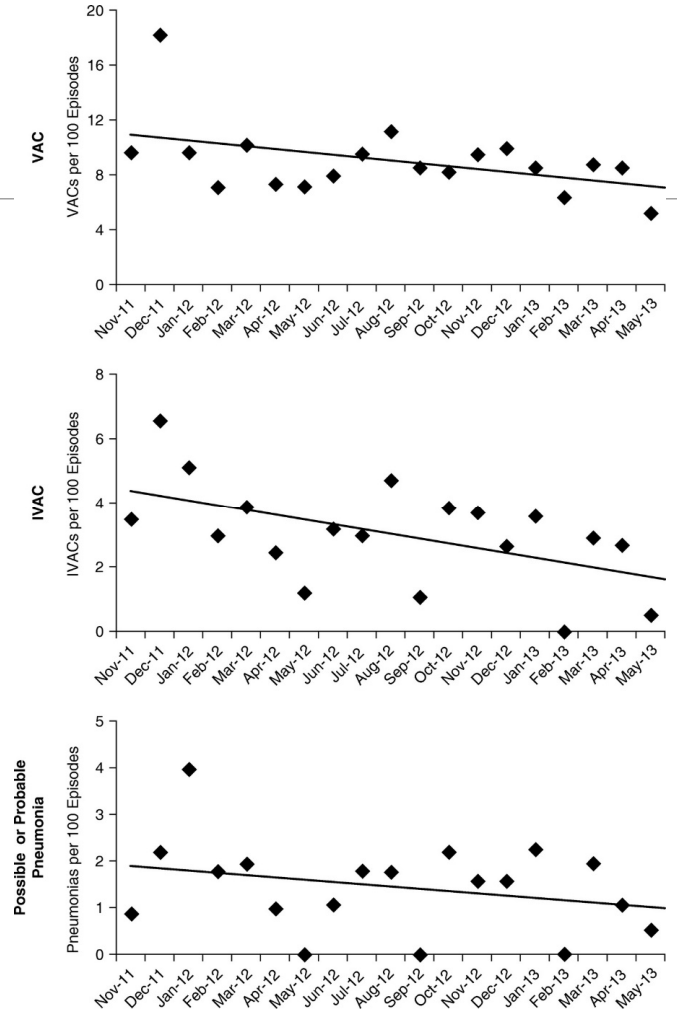 VAC
VACs per 100 Episodes
20
16
12
8
4
0
Nov-11
Dec-11
Jan-12
Feb-12
Mar-12
Apr-12
May-12
Jun-12
Jul-12
Aug-12
Sep-12
Oct-12
Nov-12
Dec-12
Jan-13
Feb-13
Mar-13
Apr-13
May-13
IVAC
IVACs per 100 Episodes
8
6
4
2
0
Nov-11
Dec-11
Jan-12
Feb-12
Mar-12
Apr-12
May-12
Jun-12
Jul-12
Aug-12
Sep-12
Oct-12
Nov-12
Dec-12
Jan-13
Feb-13
Mar-13
Apr-13
May-13
Possible or Probable
Pneumonia
Pneumonias per 100 Episodes
5
4
3
2
1
0
Nov-11
Dec-11
Jan-12
Feb-12
Mar-12
Apr-12
May-12
Jun-12
Jul-12
Aug-12
Sep-12
Oct-12
Nov-12
Dec-12
Jan-13
Feb-13
Mar-13
Apr-13
May-13